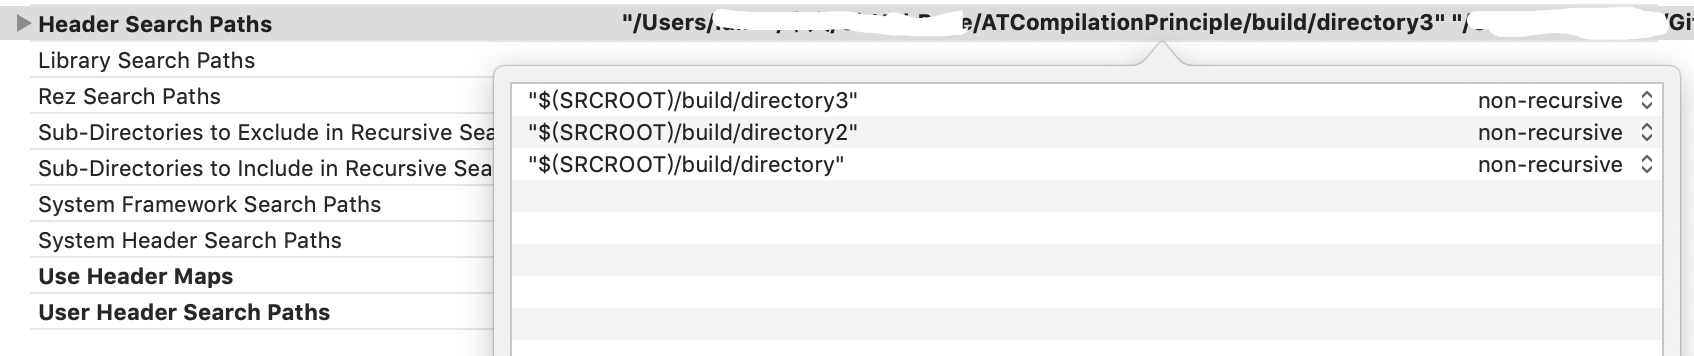 Header Search Paths "/Users/ /ATCompilationPrinciple/build/directory3" "/ /Gi
Library Search Paths
Rez Search Paths
Sub-Directories to Exclude in Recursive Sea
Sub-Directories to Include in Recursive Sea
System Framework Search Paths
System Header Search Paths
Use Header Maps
User Header Search Paths
"$(SRCROOT)/build/directory3" non-recursive
"$(SRCROOT)/build/directory2" non-recursive
"$(SRCROOT)/build/directory" non-recursive